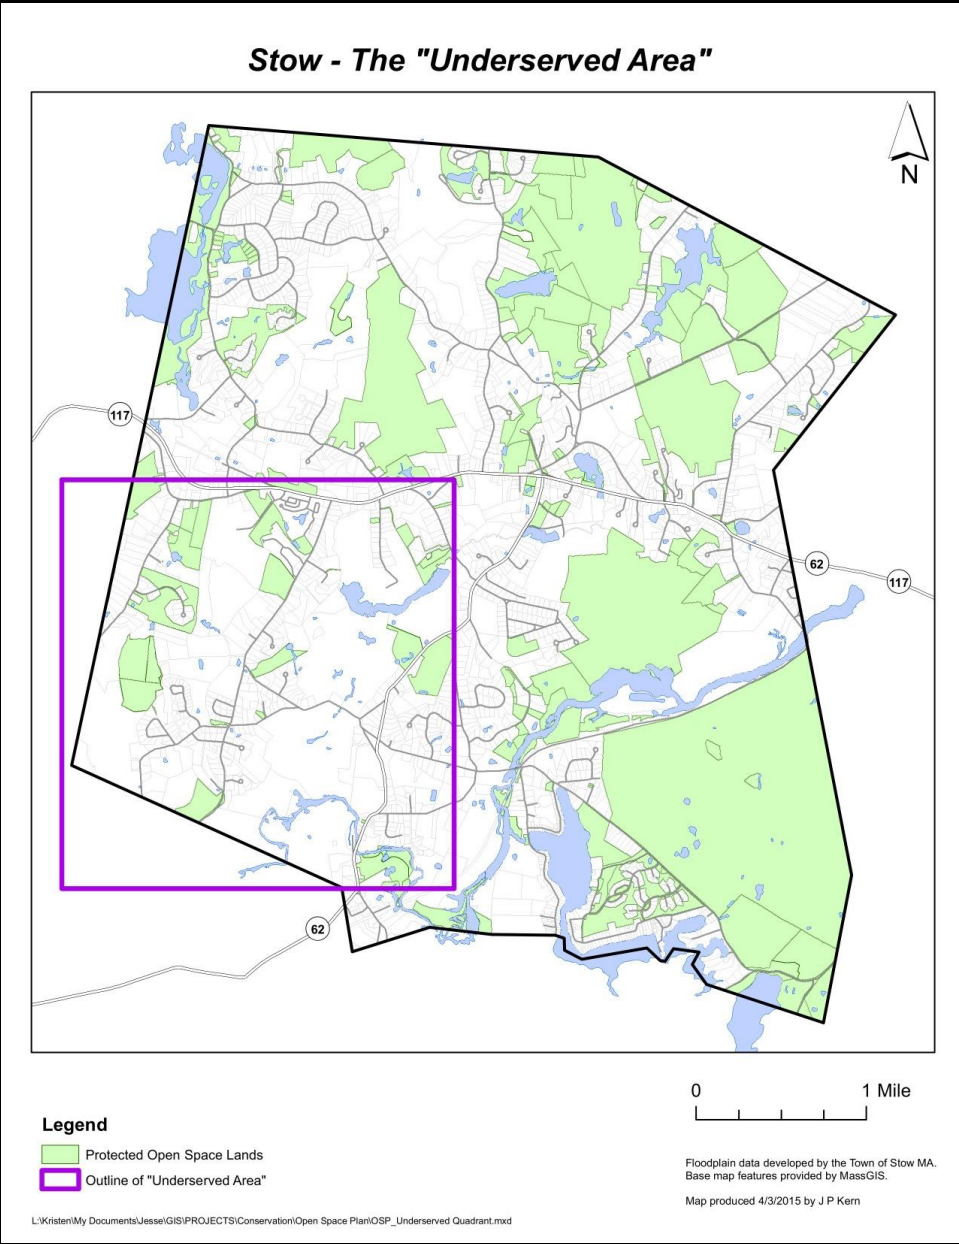 Stow - The "Underserved Area"
N
117
62
117
62
0 1 Mile
Legend
Protected Open Space Lands
Outline of "Underserved Area"
Floodplain data developed by the Town of Stow MA.
Base map features provided by MassGIS.
Map produced 4/3/2015 by J P Kern
L:\Kristen\My Documents\Jesse\GIS\PROJECTS\Conservation\Open Space Plan\OSP_Underserved Quadrant.mxd